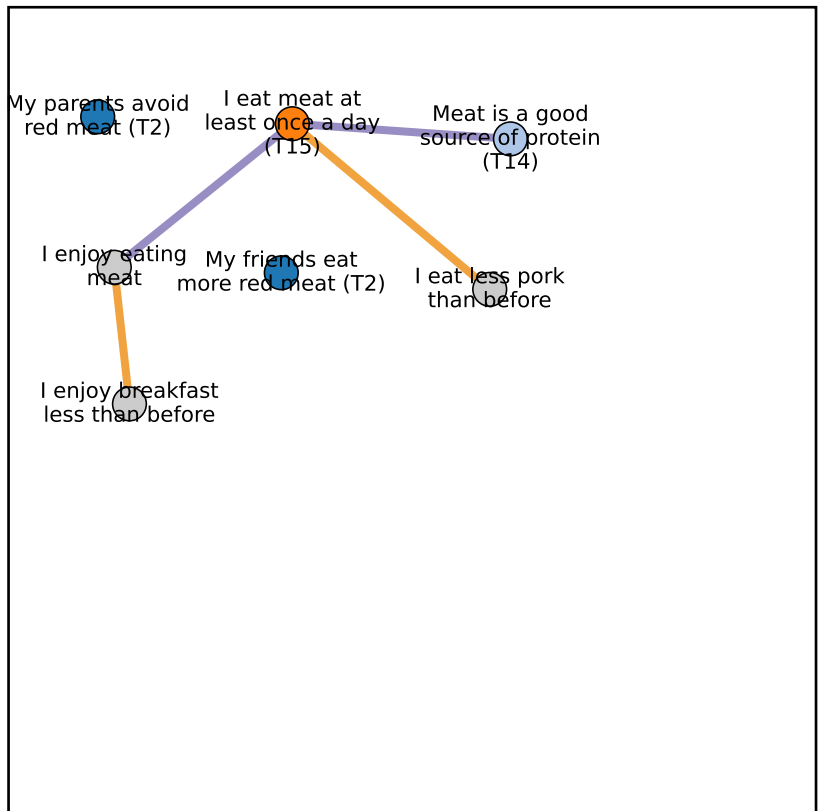 My parents avoid
red meat (T2)
I eat meat at
least once a day
(T15)
Meat is a good
source of protein
(T14)
I enjoy eating
meat
My friends eat
more red meat (T2)
I eat less pork
than before
I enjoy breakfast
less than before